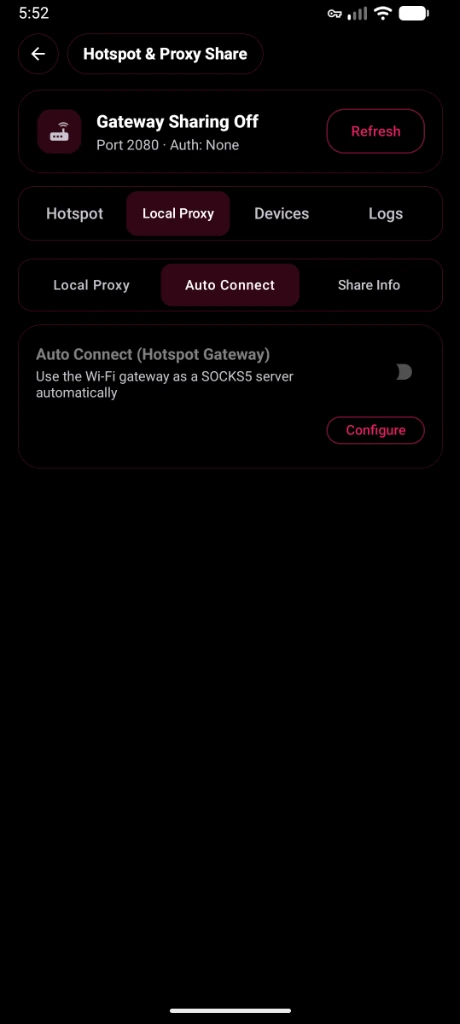 5:52
Hotspot & Proxy Share
Gateway Sharing Off
Port 2080 · Auth: None
Refresh
Hotspot
Local Proxy
Devices
Logs
Local Proxy
Auto Connect
Share Info
Auto Connect (Hotspot Gateway)
Use the Wi-Fi gateway as a SOCKS5 server
automatically
Configure